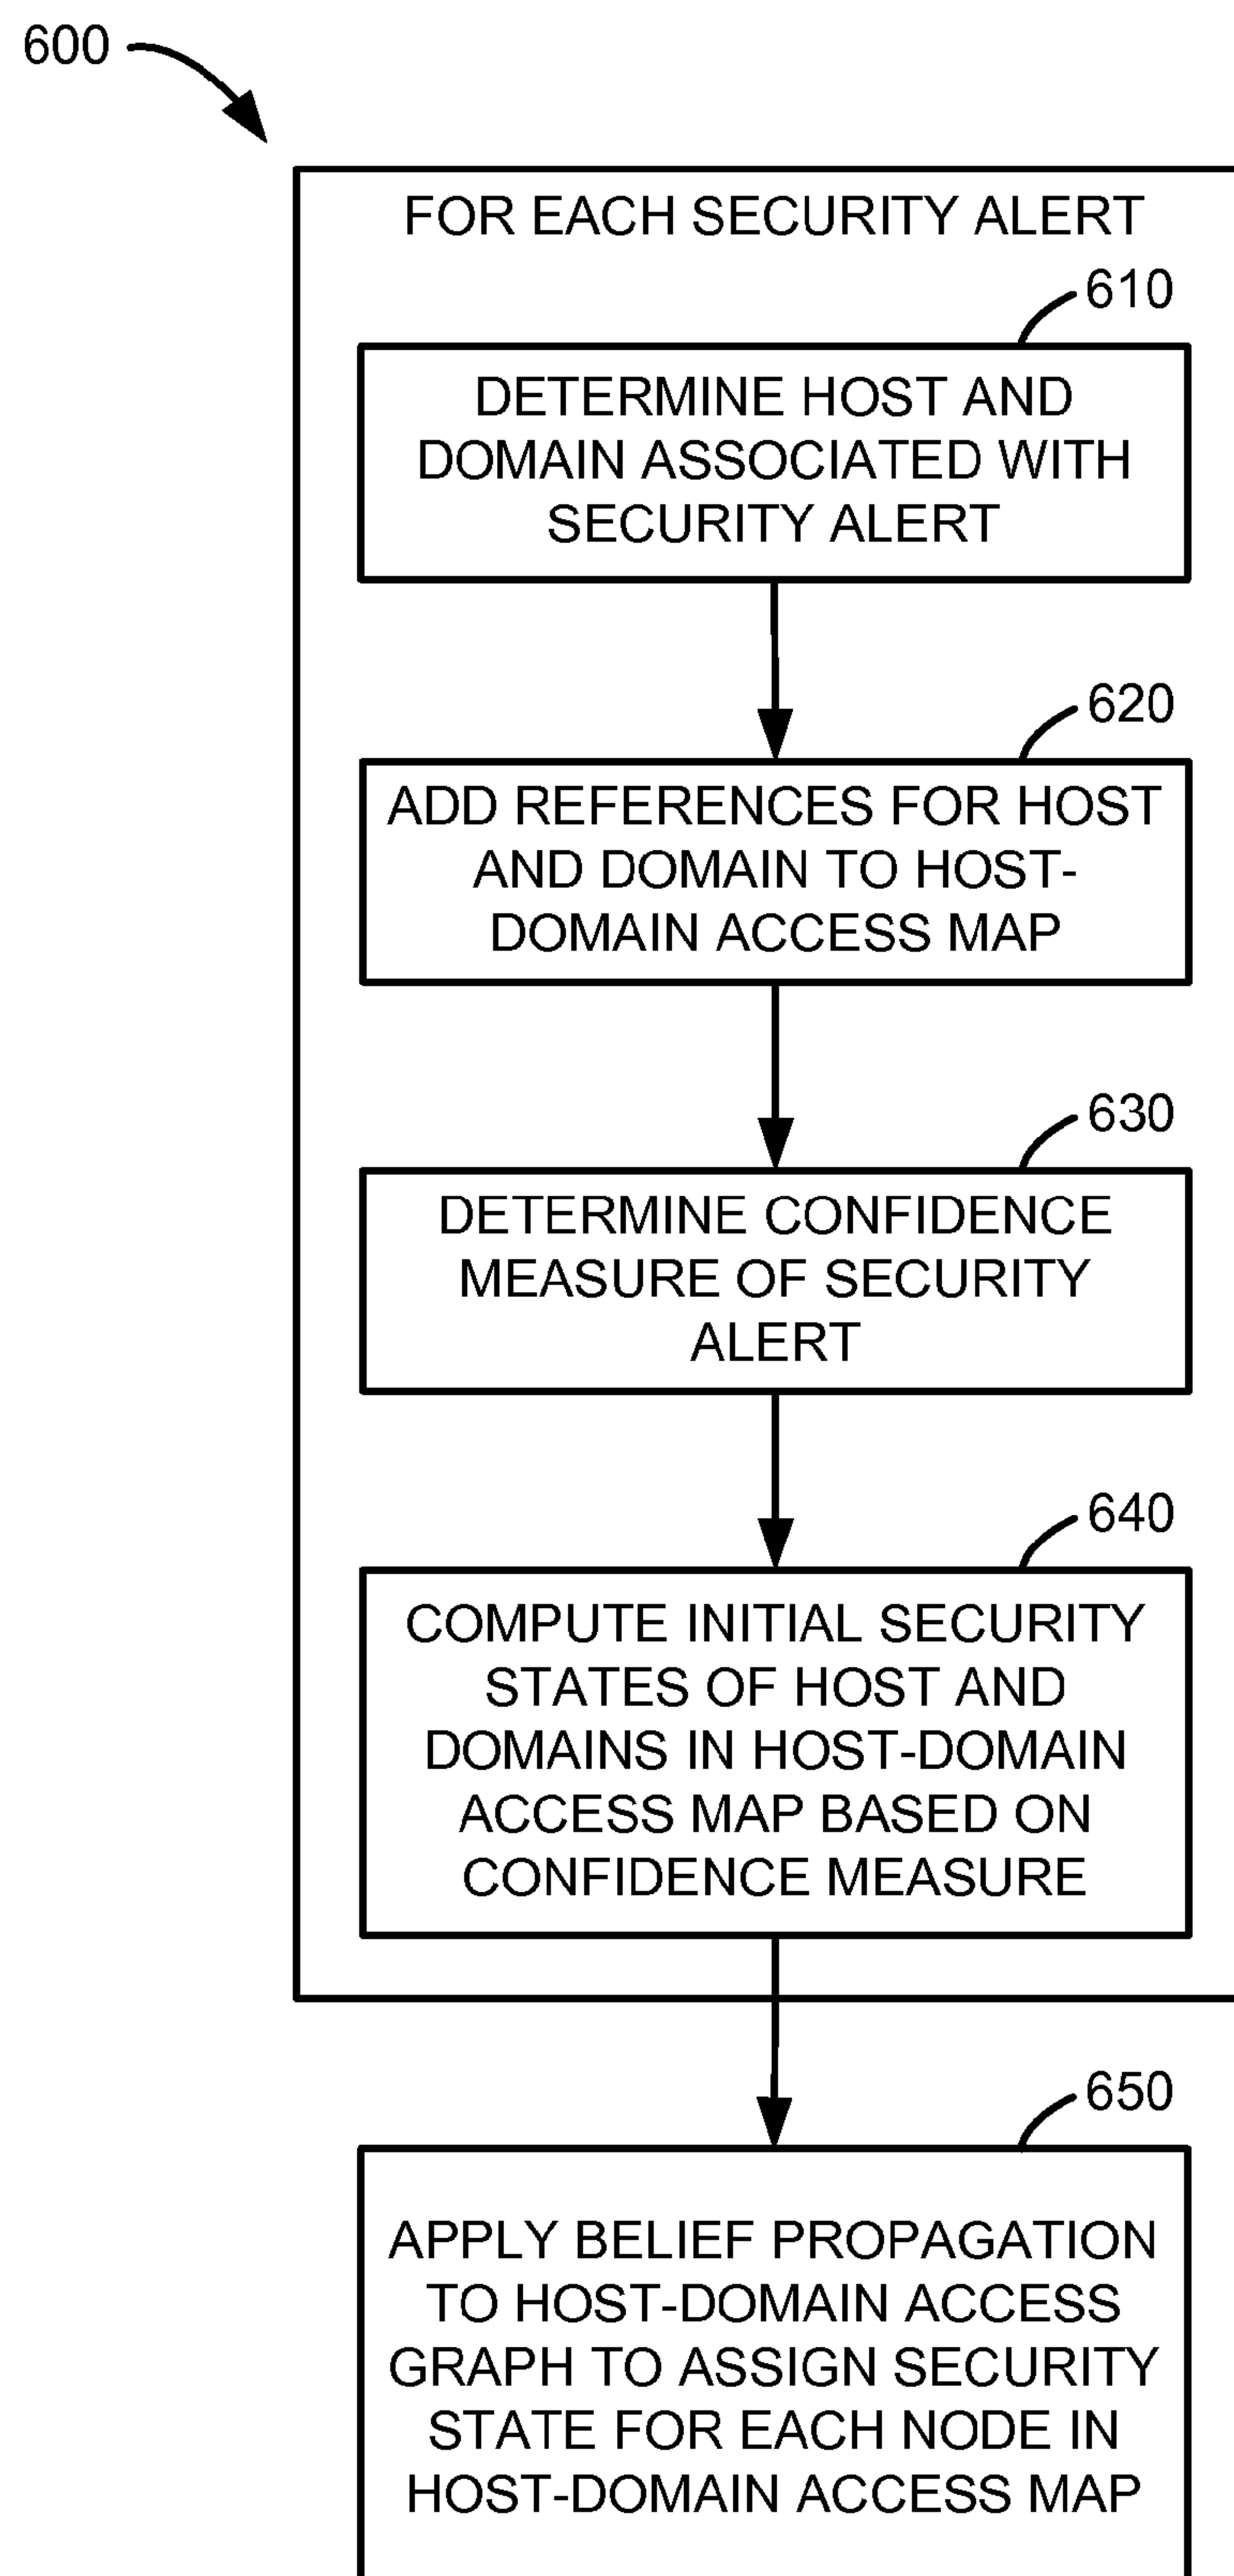 600
FOR EACH SECURITY ALERT
610
DETERMINE HOST AND
DOMAIN ASSOCIATED WITH
SECURITY ALERT
620
ADD REFERENCES FOR HOST
AND DOMAIN TO HOST-
DOMAIN ACCESS MAP
630
DETERMINE CONFIDENCE
MEASURE OF SECURITY
ALERT
640
COMPUTE INITIAL SECURITY
STATES OF HOST AND
DOMAINS IN HOST-DOMAIN
ACCESS MAP BASED ON
CONFIDENCE MEASURE
650
APPLY BELIEF PROPAGATION
TO HOST-DOMAIN ACCESS
GRAPH TO ASSIGN SECURITY
STATE FOR EACH NODE IN
HOST-DOMAIN ACCESS MAP